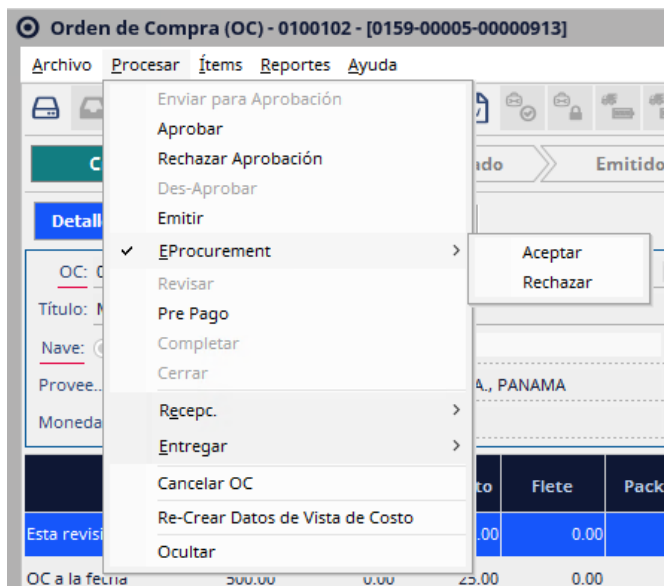 Orden de Compra (OC) - 0100102 - [0159-00005-00000913]
Archivo Procesar Ítems Reportes Ayuda
Enviar para Aprobación
Aprobar
Rechazar Aprobación
Des-Aprobar
Emitir
Emitido
Detall
EProcurement
Aceptar
OC:
Revisar
Rechazar
Título:
Pre Pago
Nave:
Completar
Cerrar
Provee..
A., PANAMA
Recepc.
Moneda
Entregar
Cancelar OC
to Flete Pack
Re-Crear Datos de Vista de Costo
Esta revisi .00 0.00
Ocultar
OC a la fecha 500.00 0.00 25.00 0.00